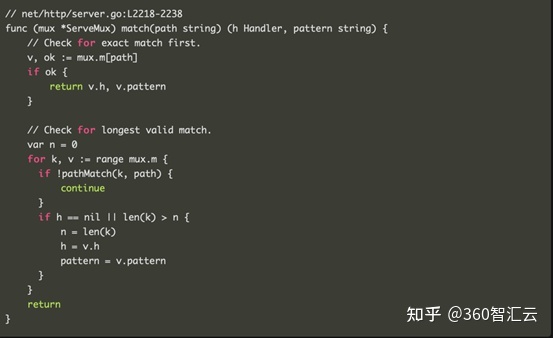 // net/http/server.go:L2218-2238
func (mux *ServeMux) match(path string) (h Handler, pattern string) {
    // Check for exact match first.
    v, ok := mux.m[path]
    if ok {
        return v.h, v.pattern
    }

    // Check for longest valid match.
    var n = 0
    for k, v := range mux.m {
      if !pathMatch(k, path) {
          continue
      }
      if h == nil || len(k) > n {
          n = len(k)
          h = v.h
          pattern = v.pattern
      }
    }
    return
}
知乎 @360智汇云